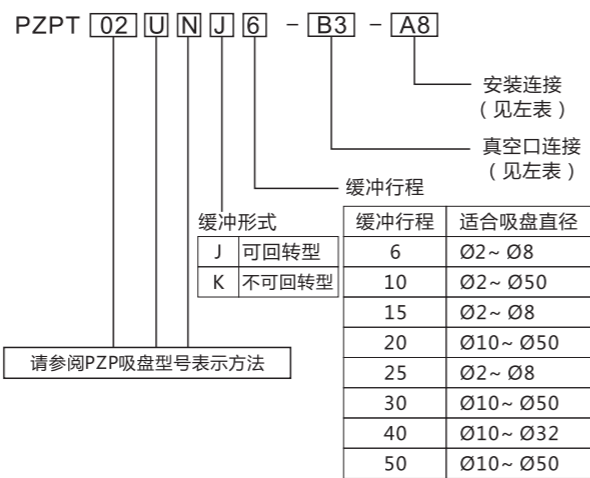 PZPT 02 U N J 6 - B3 - A8
安装连接
（见左表）
真空口连接
（见左表）
缓冲行程
缓冲形式
J 可回转型
K 不可回转型
缓冲行程 适合吸盘直径
6 Ø2~ Ø8
10 Ø2~ Ø50
15 Ø2~ Ø8
20 Ø10~ Ø50
25 Ø2~ Ø8
30 Ø10~ Ø50
40 Ø10~ Ø32
50 Ø10~ Ø50
请参阅PZP吸盘型号表示方法